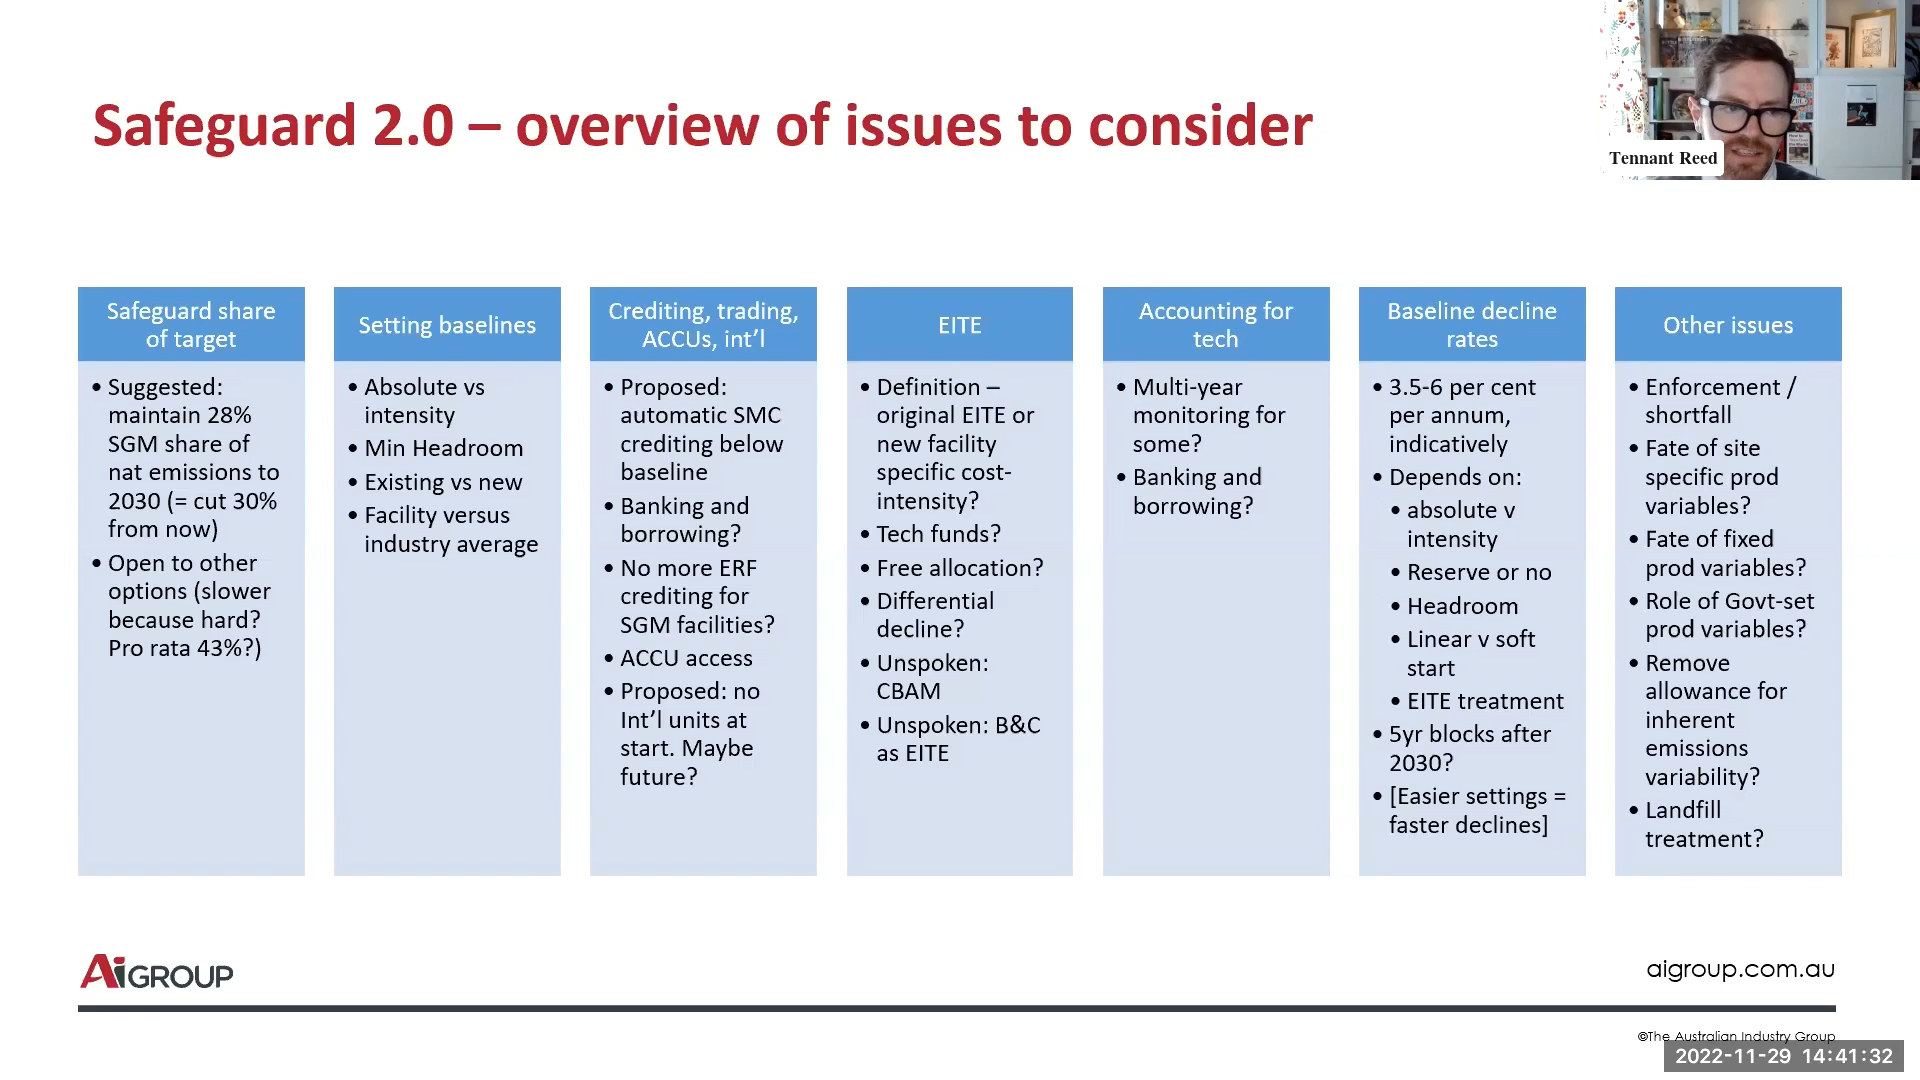 Safeguard 2.0 – overview of issues to consider
Tennant Reed
Safeguard share
of target
• Suggested:
maintain 28%
SGM share of
nat emissions to
2030 (= cut 30%
from now)
• Open to other
options (slower
because hard?
Pro rata 43%?)
Setting baselines
• Absolute vs
intensity
• Min Headroom
• Existing vs new
• Facility versus
industry average
Crediting, trading,
ACCUs, int’l
• Proposed:
automatic SMC
crediting below
baseline
• Banking and
borrowing?
• No more ERF
crediting for
SGM facilities?
• ACCU access
• Proposed: no
Int’l units at
start. Maybe
future?
EITE
• Definition –
original EITE or
new facility
specific cost-
intensity?
• Tech funds?
• Free allocation?
• Differential
decline?
• Unspoken:
CBAM
• Unspoken: B&C
as EITE
Accounting for
tech
• Multi-year
monitoring for
some?
• Banking and
borrowing?
Baseline decline
rates
• 3.5-6 per cent
per annum,
indicatively
• Depends on:
• absolute v
intensity
• Reserve or no
• Headroom
• Linear v soft
start
• EITE treatment
• 5yr blocks after
2030?
• [Easier settings =
faster declines]
Other issues
• Enforcement /
shortfall
• Fate of site
specific prod
variables?
• Fate of fixed
prod variables?
• Role of Govt-set
prod variables?
• Remove
allowance for
inherent
emissions
variability?
• Landfill
treatment?
Ai GROUP
aigroup.com.au
©The Australian Industry Group
2022-11-29 14:41:32